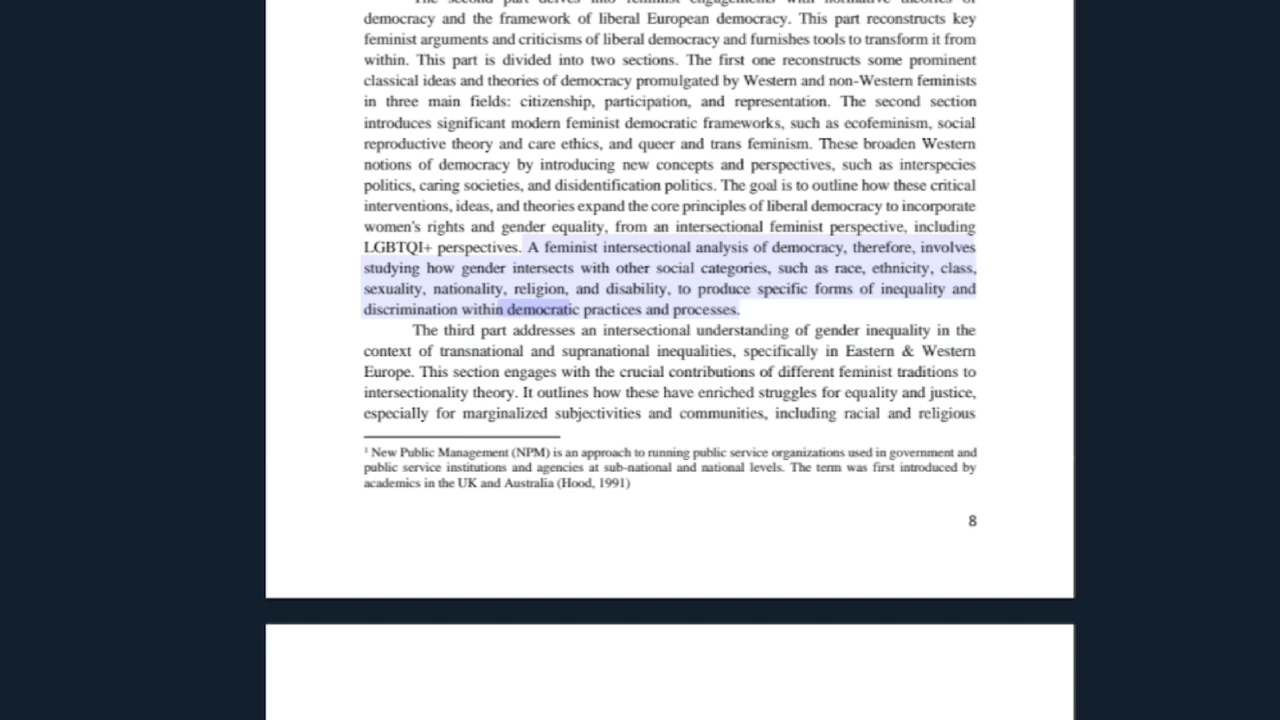 The second part delves into feminist engagements with normative theories of
democracy and the framework of liberal European democracy. This part reconstructs key
feminist arguments and criticisms of liberal democracy and furnishes tools to transform it from
within. This part is divided into two sections. The first one reconstructs some prominent
classical ideas and theories of democracy promulgated by Western and non-Western feminists
in three main fields: citizenship, participation, and representation. The second section
introduces significant modern feminist democratic frameworks, such as ecofeminism, social
reproductive theory and care ethics, and queer and trans feminism. These broaden Western
notions of democracy by introducing new concepts and perspectives, such as interspecies
politics, caring societies, and disidentification politics. The goal is to outline how these critical
interventions, ideas, and theories expand the core principles of liberal democracy to incorporate
women's rights and gender equality, from an intersectional feminist perspective, including
LGBTQI+ perspectives. A feminist intersectional analysis of democracy, therefore, involves
studying how gender intersects with other social categories, such as race, ethnicity, class,
sexuality, nationality, religion, and disability, to produce specific forms of inequality and
discrimination within democratic practices and processes.
The third part addresses an intersectional understanding of gender inequality in the
context of transnational and supranational inequalities, specifically in Eastern & Western
Europe. This section engages with the crucial contributions of different feminist traditions to
intersectionality theory. It outlines how these have enriched struggles for equality and justice,
especially for marginalized subjectivities and communities, including racial and religious
1 New Public Management (NPM) is an approach to running public service organizations used in government and
public service institutions and agencies at sub-national and national levels. The term was first introduced by
academics in the UK and Australia (Hood, 1991)
8